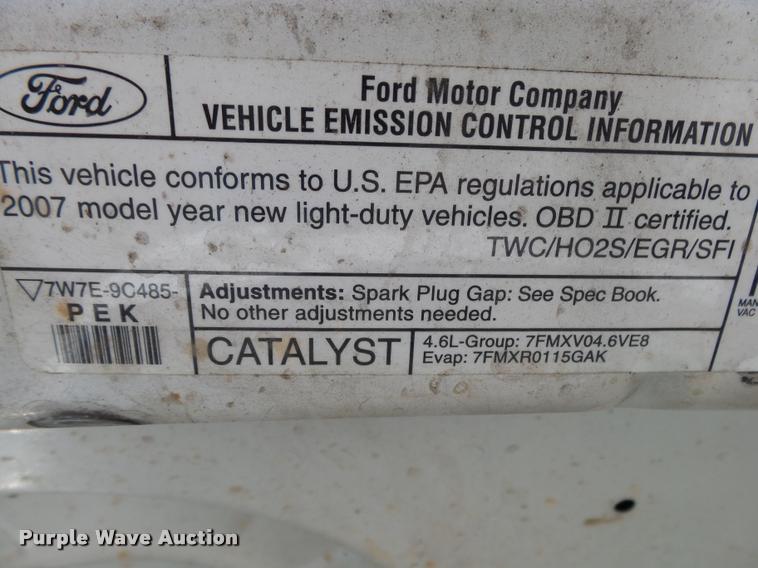 Ford
Ford Motor Company
VEHICLE EMISSION CONTROL INFORMATION
This vehicle conforms to U.S. EPA regulations applicable to
2007 model year new light-duty vehicles. OBD II certified.
TWC/HO2S/EGR/SFI
7W7E-9C485-
PEK
Adjustments: Spark Plug Gap: See Spec Book.
No other adjustments needed.
CATALYST
4.6L-Group: 7FMXV04.6VE8
Evap: 7FMXR0115GAK
MAN
VAC
Purple Wave Auction